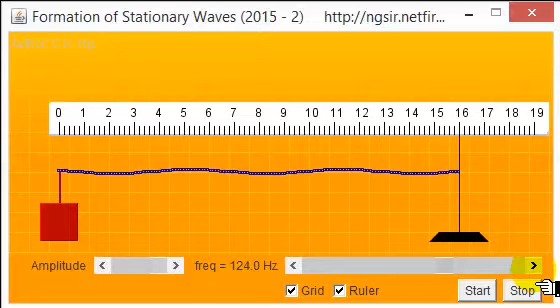 Formation of Stationary Waves (2015 - 2) http://ngsir.netfir...
0 1 2 3 4 5 6 7 8 9 10 11 12 13 14 15 16 17 18 19
Amplitude freq = 124.0 Hz
Grid Ruler Start Stop